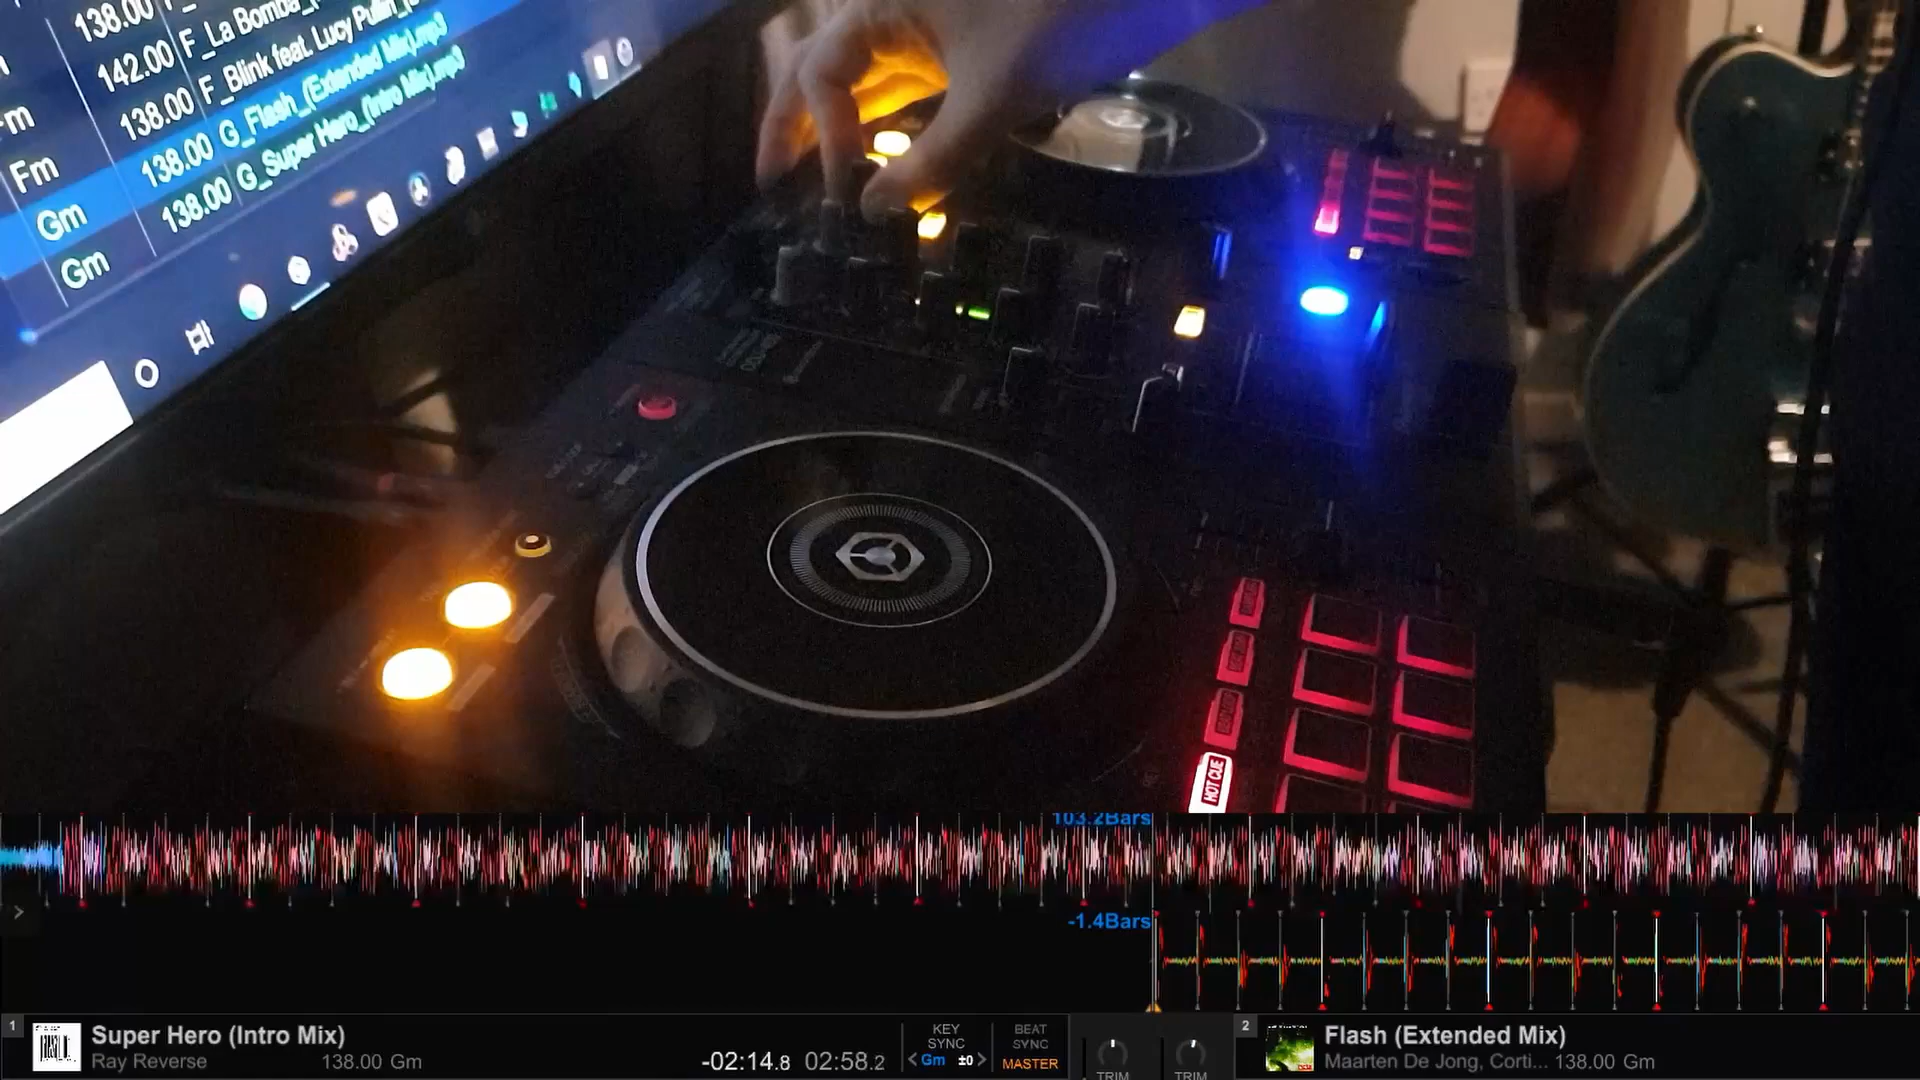 138.00
142.00 F_La Bomba_
138.00 F_Blink feat. Lucy Pullin_
Fm 138.00 G_Flash_(Extended Mix).mp3
Gm 138.00 G_Super Hero_(Intro Mix).mp3
Gm
HOT CUE
103.2Bars
-1.4Bars
1
Super Hero (Intro Mix)
Ray Reverse 138.00 Gm
-02:14.8 02:58.2
KEY SYNC
< Gm ±0 >
BEAT SYNC
MASTER
TRIM
TRIM
2
Flash (Extended Mix)
Maarten De Jong, Corti... 138.00 Gm